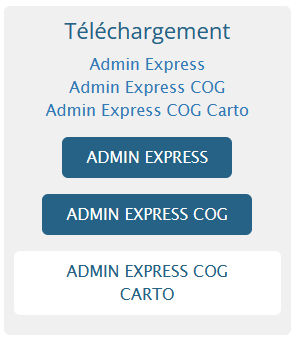 Téléchargement
Admin Express
Admin Express COG
Admin Express COG Carto
ADMIN EXPRESS
ADMIN EXPRESS COG
ADMIN EXPRESS COG
CARTO